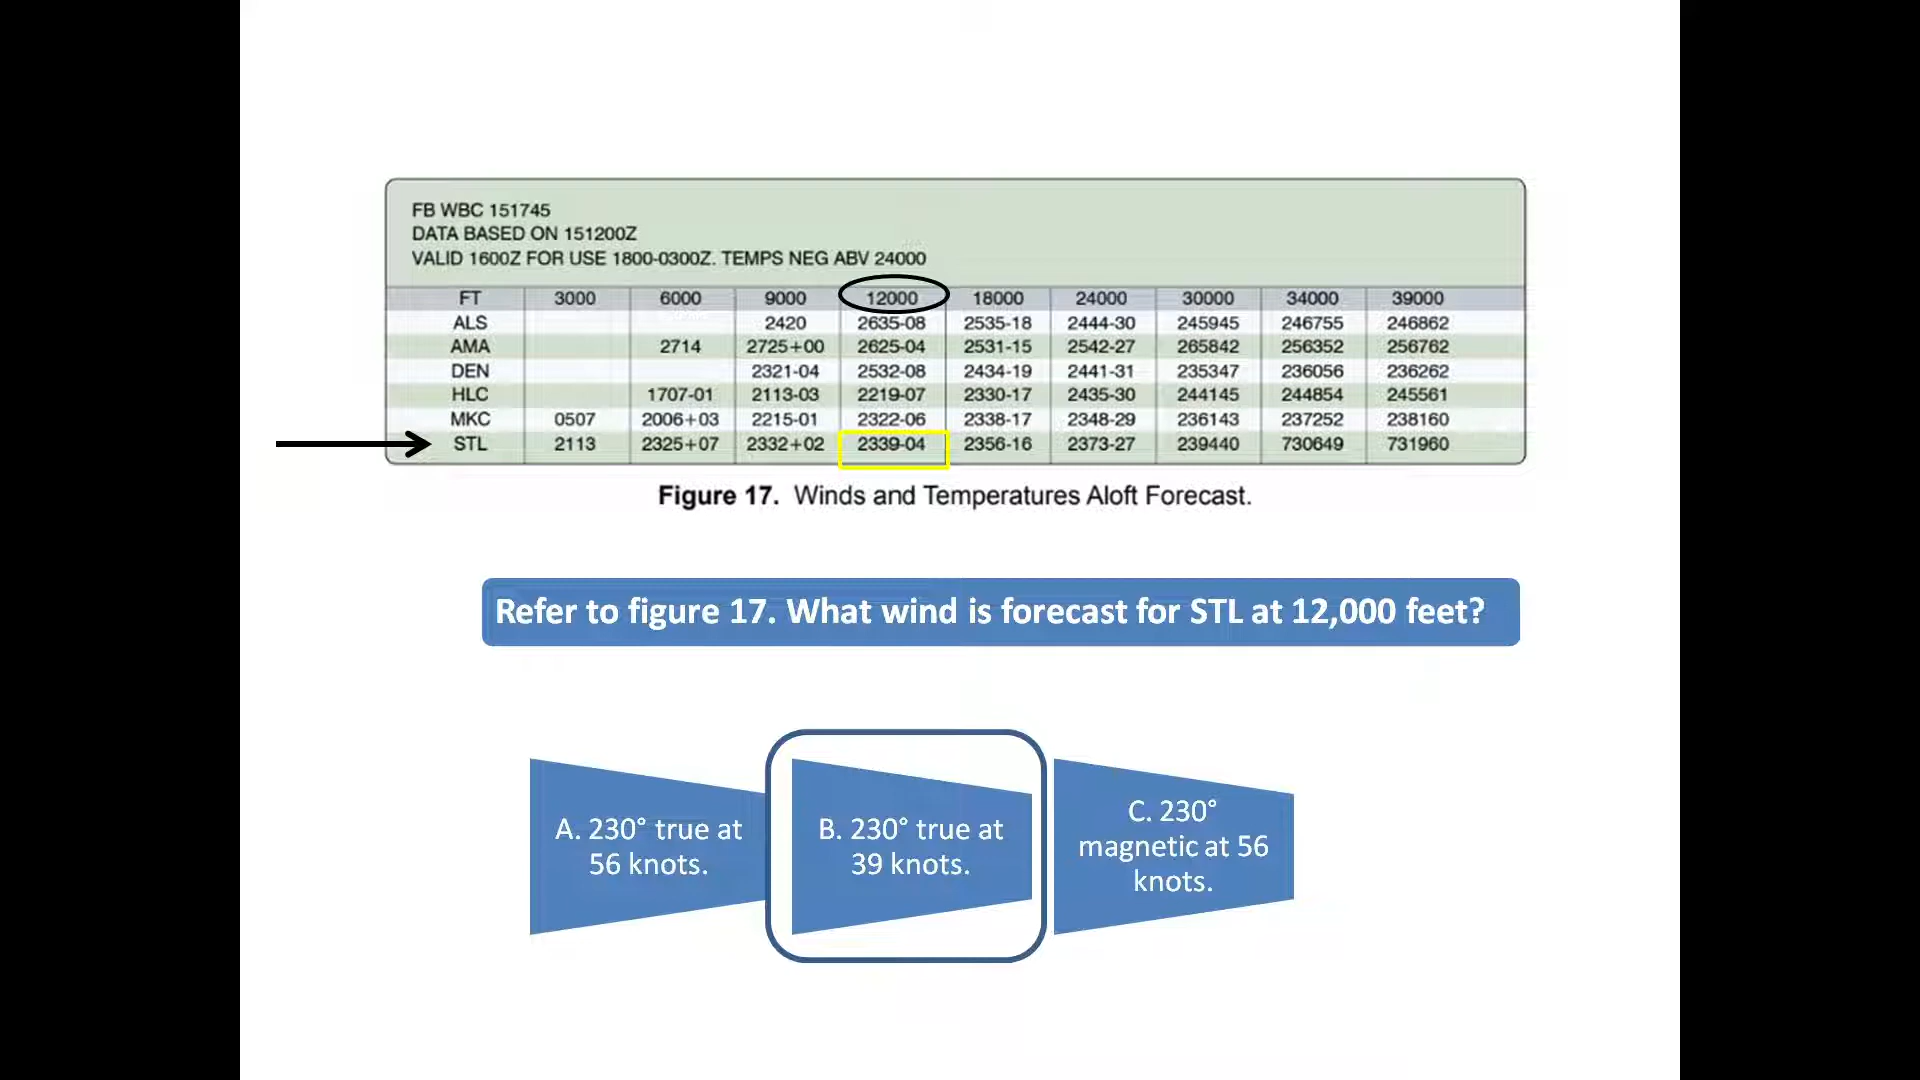 FB WBC 151745
DATA BASED ON 151200Z
VALID 1600Z FOR USE 1800-0300Z. TEMPS NEG ABV 24000
FT 3000 6000 9000 12000 18000 24000 30000 34000 39000
ALS 2420 2635-08 2535-18 2444-30 245945 246755 246862
AMA 2714 2725+00 2625-04 2531-15 2542-27 265842 256352 256762
DEN 2321-04 2532-08 2434-19 2441-31 235347 236056 236262
HLC 1707-01 2113-03 2219-07 2330-17 2435-30 244145 244854 245561
MKC 0507 2006+03 2215-01 2322-06 2338-17 2348-29 236143 237252 238160
STL 2113 2325+07 2332+02 2339-04 2356-16 2373-27 239440 730649 731960
Figure 17. Winds and Temperatures Aloft Forecast.
Refer to figure 17. What wind is forecast for STL at 12,000 feet?
A. 230° true at
56 knots.
B. 230° true at
39 knots.
C. 230°
magnetic at 56
knots.